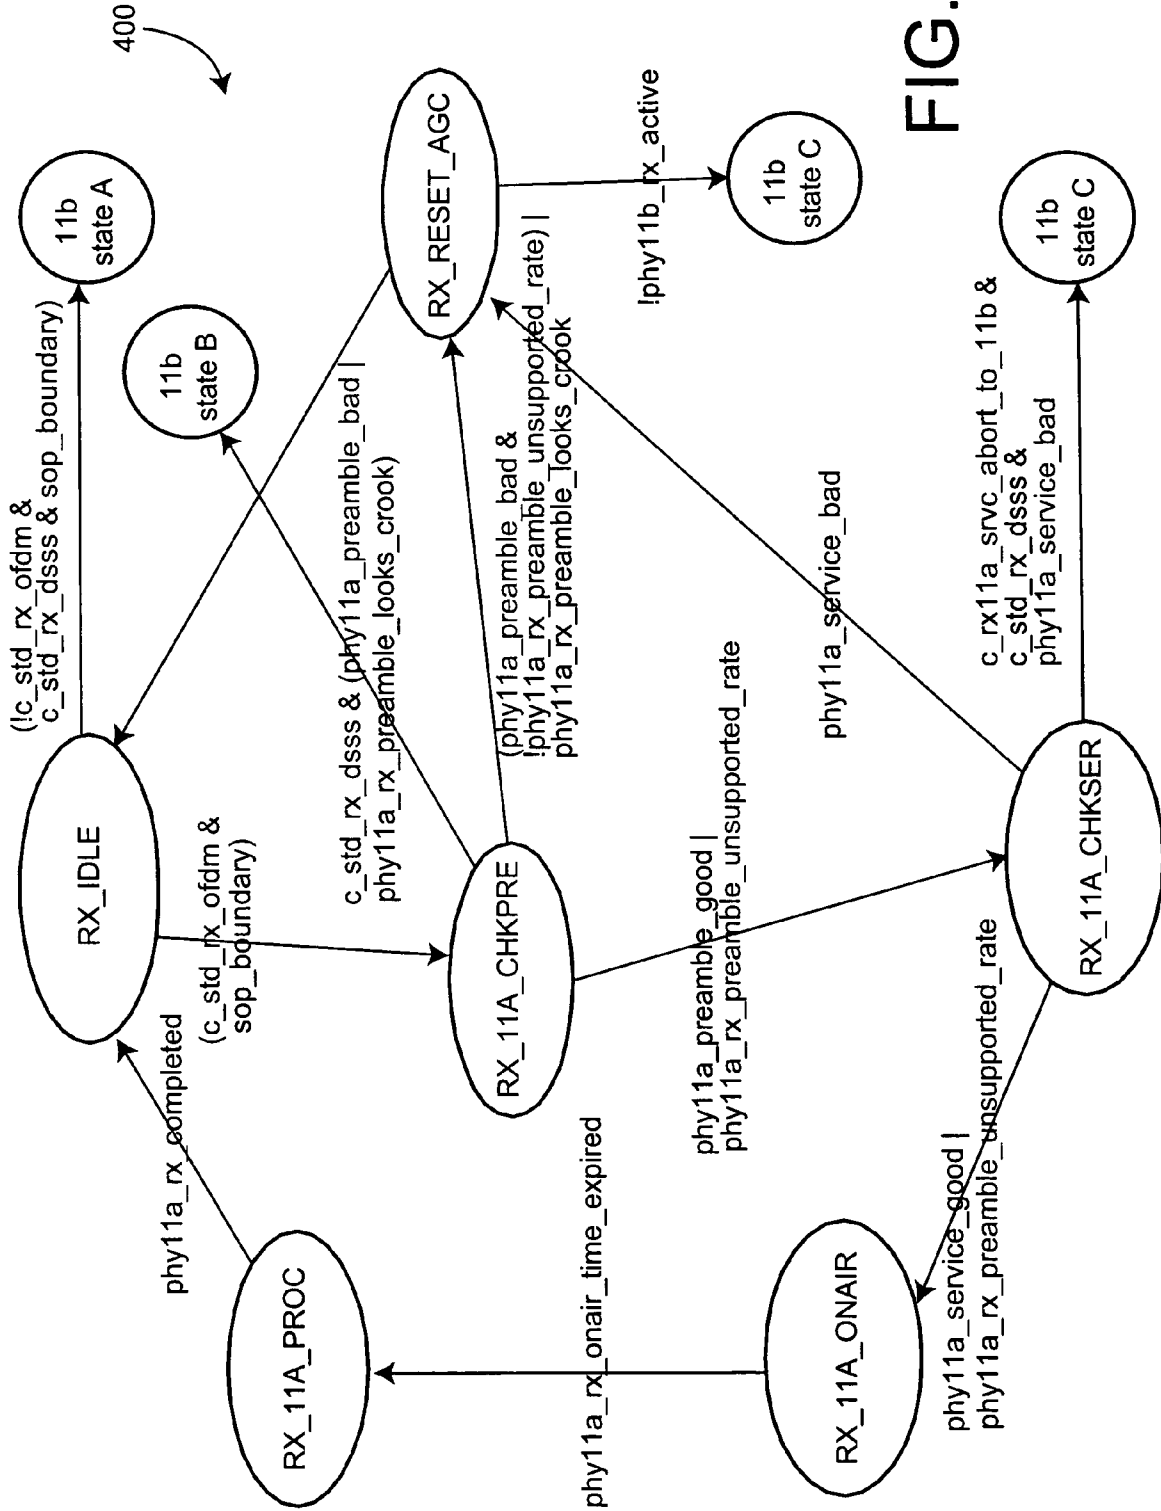 400
11b
state A
(!c_std_rx_ofdm &
c_std_rx_dsss & sop_boundary)
RX_IDLE
11b
state B
RX_RESET_AGC
!phy11b_rx_active
11b
state C
c_std_rx_dsss & (phy11a_preamble_bad |
phy11a_rx_preamble_looks_crook)
(phy11a_preamble_bad &
!phy11a_rx_preamble_unsupported_rate) |
phy11a_rx_preamble_looks_crook
(c_std_rx_ofdm &
sop_boundary)
phy11a_rx_completed
RX_11A_CHKPRE
RX_11A_PROC
phy11a_preamble_good |
phy11a_rx_preamble_unsupported_rate
phy11a_service_bad
phy11a_rx_onair_time_expired
c_rx11a_srvc_abort_to_11b &
c_std_rx_dsss &
phy11a_service_bad
11b
state C
RX_11A_CHKSER
RX_11A_ONAIR
phy11a_service_good |
phy11a_rx_preamble_unsupported_rate
FIG.